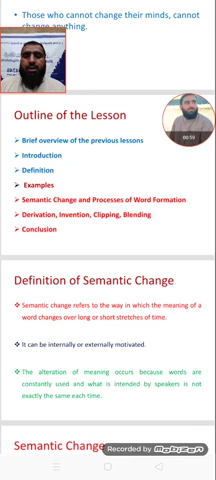 • Those who cannot change their minds, cannot
change anything.
00:59
Outline of the Lesson
➢ Brief overview of the previous lessons
➢ Introduction
➢ Definition
➢ Examples
➢ Semantic Change and Processes of Word Formation
➢ Derivation, Invention, Clipping, Blending
➢ Conclusion
Definition of Semantic Change
➢ Semantic change refers to the way in which the meaning of a
word changes over long or short stretches of time.
➢ It can be internally or externally motivated.
➢ The alteration of meaning occurs because words are
constantly used and what is intended by speakers is not
exactly the same each time.
Semantic Change
Recorded by Mobizen